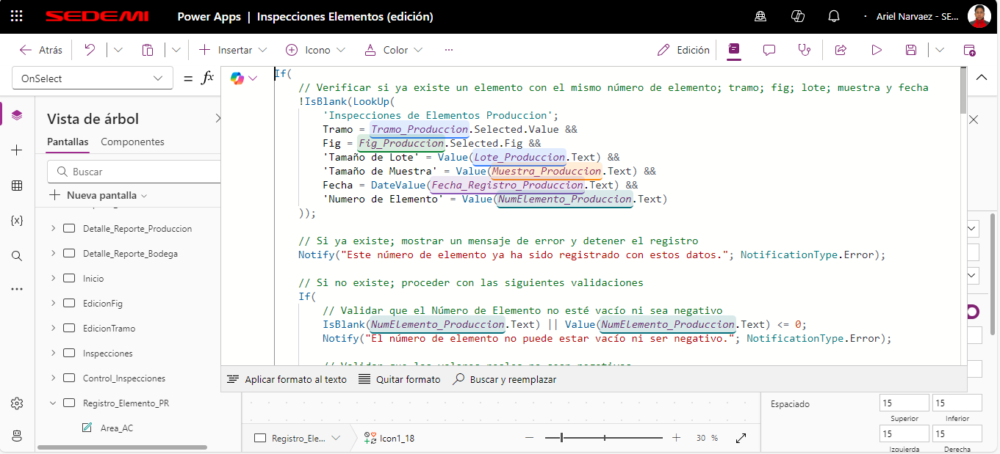 SEDEMI Power Apps | Inspecciones Elementos (edición) Ariel Narvaez - SE...
Atrás Insertar Icono Color ... Edición
OnSelect = fx
Vista de árbol
Pantallas Componentes
Buscar
Nueva pantalla
Detalle_Reporte_Produccion
Detalle_Reporte_Bodega
Inicio
EdicionFig
EdicionTramo
Inspecciones
Control_Inspecciones
Registro_Elemento_PR
Area_AC
If(
// Verificar si ya existe un elemento con el mismo número de elemento; tramo; fig; lote; muestra y fecha
!IsBlank(LookUp(
'Inspecciones de Elementos Produccion';
Tramo = Tramo_Produccion.Selected.Value &&
Fig = Fig_Produccion.Selected.Fig &&
'Tamaño de Lote' = Value(Lote_Produccion.Text) &&
'Tamaño de Muestra' = Value(Muestra_Produccion.Text) &&
Fecha = DateValue(Fecha_Registro_Produccion.Text) &&
'Numero de Elemento' = Value(NumElemento_Produccion.Text)
));
// Si ya existe; mostrar un mensaje de error y detener el registro
Notify("Este número de elemento ya ha sido registrado con estos datos."; NotificationType.Error);
// Si no existe; proceder con las siguientes validaciones
If(
// Validar que el Número de Elemento no esté vacío ni sea negativo
IsBlank(NumElemento_Produccion.Text) || Value(NumElemento_Produccion.Text) <= 0;
Notify("El número de elemento no puede estar vacío ni ser negativo."; NotificationType.Error);
Aplicar formato al texto Quitar formato Buscar y reemplazar
Espaciado 15 15
Superior Inferior
15 15
Izquierda Derecha
Registro_Ele... Icon1_18 30 %